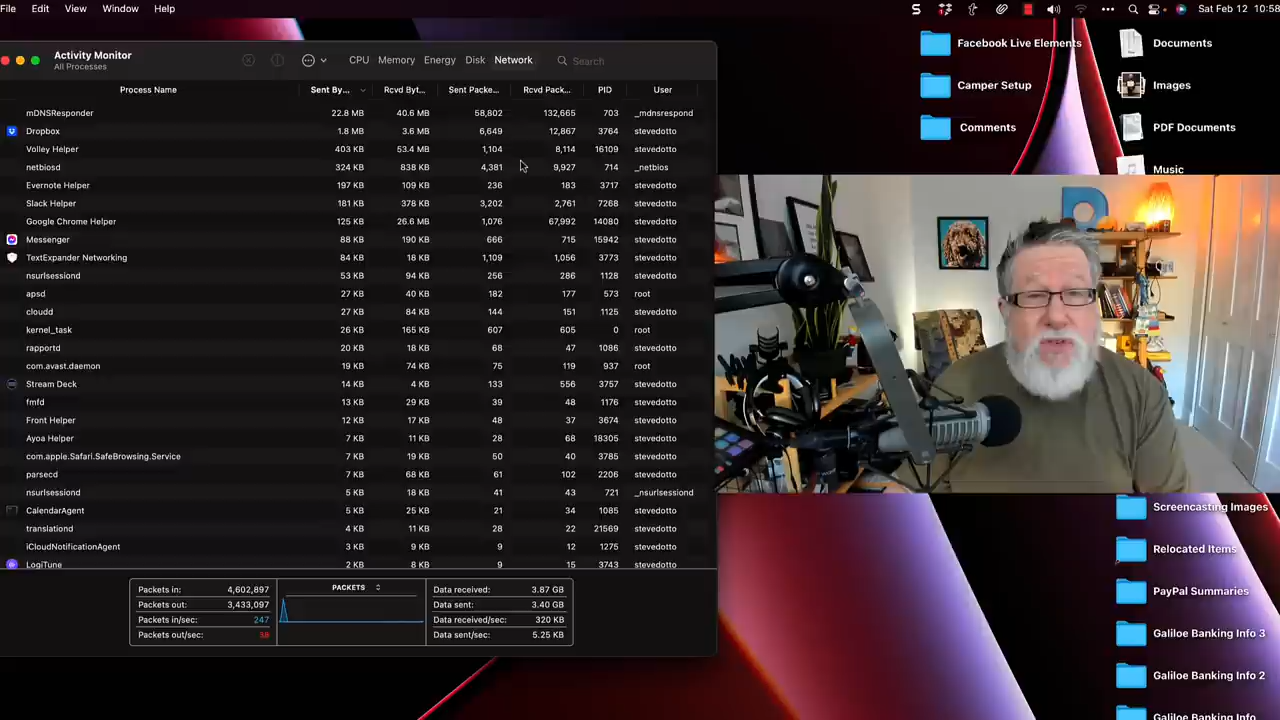 File Edit View Window Help Sat Feb 12 10:58
Activity Monitor
All Processes
CPU Memory Energy Disk Network Search
Process Name Sent By... Rcvd Byt... Sent Packe... Rcvd Pack... PID User
mDNSResponder 22.8 MB 40.6 MB 58,802 132,665 703 _mdnsrespond
Dropbox 1.8 MB 3.6 MB 6,649 12,867 3764 stevedotto
Volley Helper 403 KB 53.4 MB 1,104 8,114 16109 stevedotto
netbiosd 324 KB 838 KB 4,381 9,927 714 _netbios
Evernote Helper 197 KB 109 KB 236 183 3717 stevedotto
Slack Helper 181 KB 378 KB 3,202 2,761 7268 stevedotto
Google Chrome Helper 125 KB 26.6 MB 1,076 67,992 14080 stevedotto
Messenger 88 KB 190 KB 666 715 15942 stevedotto
TextExpander Networking 84 KB 18 KB 1,109 1,056 3773 stevedotto
nsurlsessiond 53 KB 94 KB 256 286 1128 stevedotto
apsd 27 KB 40 KB 182 177 573 root
cloudd 27 KB 84 KB 144 151 1125 stevedotto
kernel_task 26 KB 165 KB 607 605 0 root
rapportd 20 KB 18 KB 68 47 1086 stevedotto
com.avast.daemon 19 KB 74 KB 75 119 937 root
Stream Deck 14 KB 4 KB 133 556 3757 stevedotto
fmfd 13 KB 29 KB 39 48 1176 stevedotto
Front Helper 12 KB 17 KB 48 37 3674 stevedotto
Ayoa Helper 7 KB 11 KB 28 68 18305 stevedotto
com.apple.Safari.SafeBrowsing.Service 7 KB 19 KB 50 40 3785 stevedotto
parsecd 7 KB 68 KB 61 102 2206 stevedotto
nsurlsessiond 5 KB 18 KB 41 43 721 _nsurlsessiond
CalendarAgent 5 KB 25 KB 21 34 1085 stevedotto
translationd 4 KB 11 KB 28 22 21569 stevedotto
iCloudNotificationAgent 3 KB 9 KB 9 12 1275 stevedotto
LogiTune 2 KB 8 KB 9 15 3743 stevedotto
Packets in: 4,602,897
Packets out: 3,433,097
Packets in/sec: 247
Packets out/sec: 38
PACKETS
Data received: 3.87 GB
Data sent: 3.40 GB
Data received/sec: 320 KB
Data sent/sec: 5.25 KB
Facebook Live Elements
Camper Setup
Comments
Documents
Images
PDF Documents
Music
Screencasting Images
Relocated Items
PayPal Summaries
Galiloe Banking Info 3
Galiloe Banking Info 2
Galiloe Banking Info